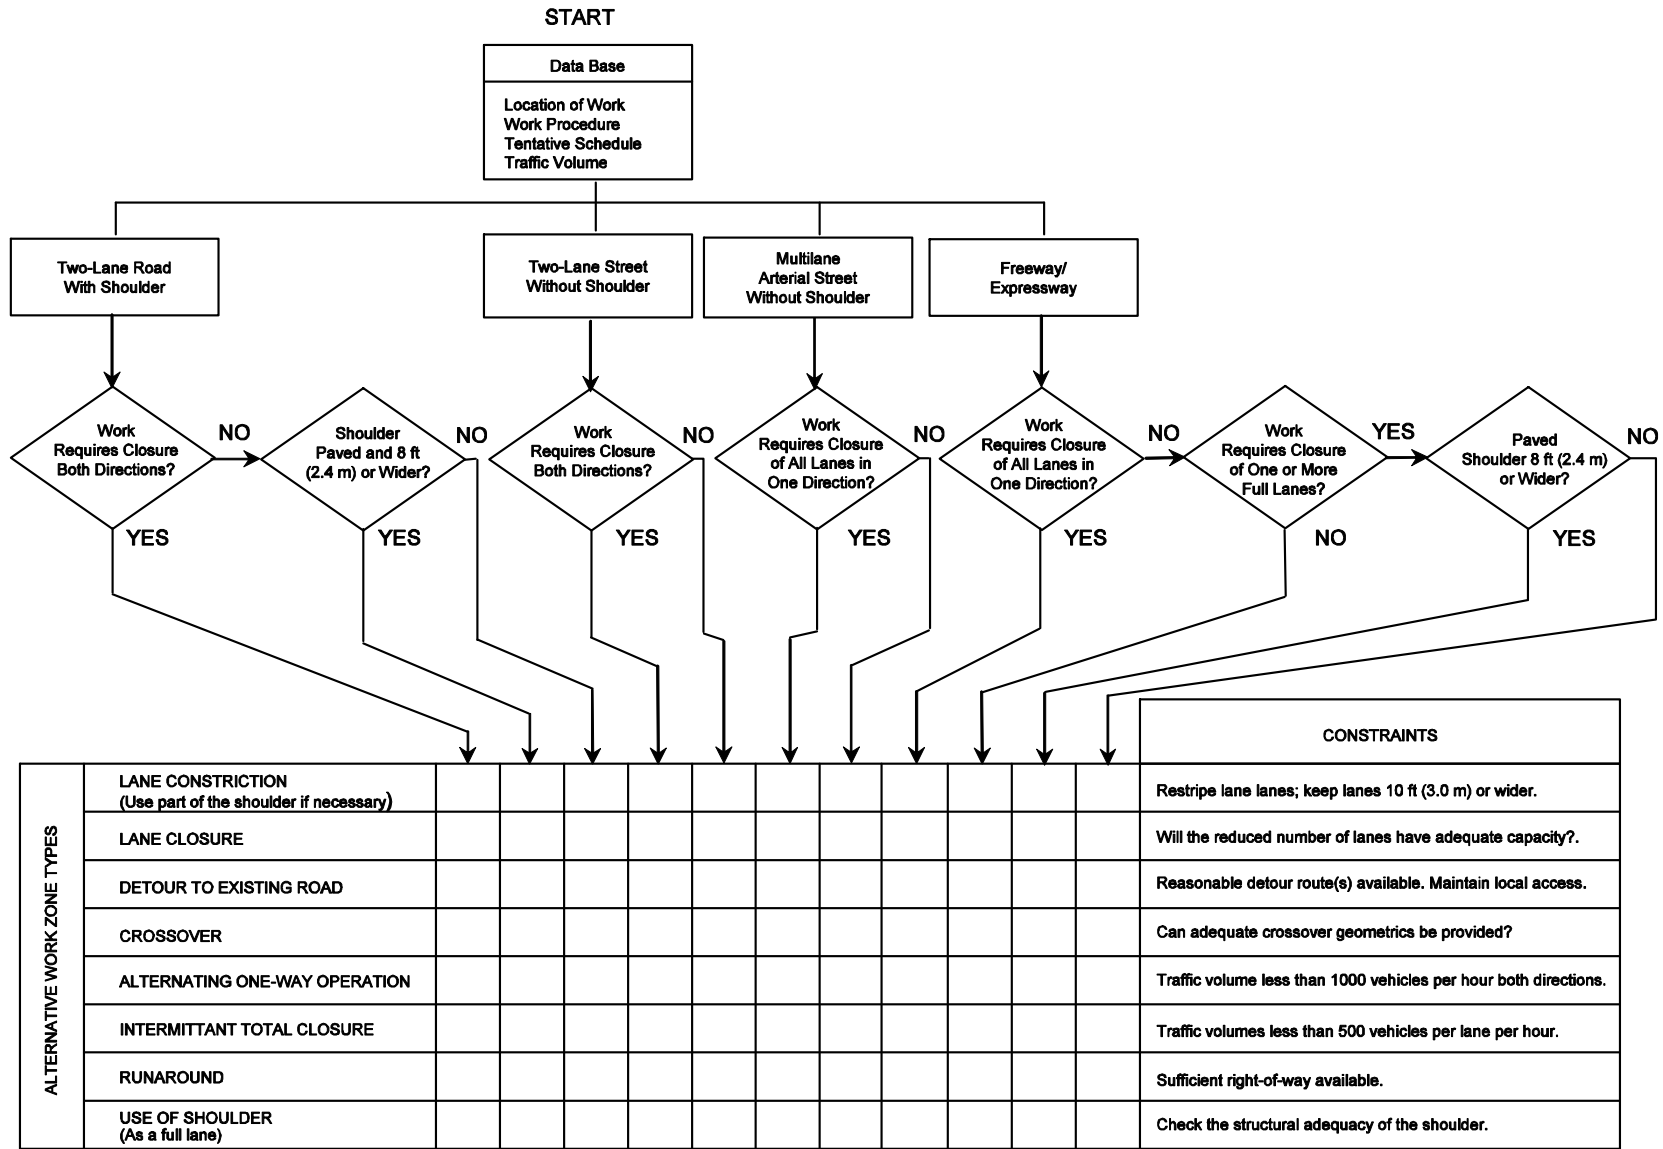 START
Data Base
Location of Work
Work Procedure
Tentative Schedule
Traffic Volume
Two-Lane Road
With Shoulder
Two-Lane Street
Without Shoulder
Multilane
Arterial Street
Without Shoulder
Freeway/
Expressway
Work
Requires Closure
Both Directions?
NO
YES
Shoulder
Paved and 8 ft
(2.4 m) or Wider?
NO
YES
Work
Requires Closure
Both Directions?
NO
YES
Work
Requires Closure
of All Lanes in
One Direction?
NO
YES
Work
Requires Closure
of All Lanes in
One Direction?
NO
YES
Work
Requires Closure
of One or More
Full Lanes?
YES
NO
Paved
Shoulder 8 ft (2.4 m)
or Wider?
NO
YES
CONSTRAINTS
ALTERNATIVE WORK ZONE TYPES
LANE CONSTRICTION
(Use part of the shoulder if necessary)
Restripe lane lanes; keep lanes 10 ft (3.0 m) or wider.
LANE CLOSURE
Will the reduced number of lanes have adequate capacity?.
DETOUR TO EXISTING ROAD
Reasonable detour route(s) available. Maintain local access.
CROSSOVER
Can adequate crossover geometrics be provided?
ALTERNATING ONE-WAY OPERATION
Traffic volume less than 1000 vehicles per hour both directions.
INTERMITTANT TOTAL CLOSURE
Traffic volumes less than 500 vehicles per lane per hour.
RUNAROUND
Sufficient right-of-way available.
USE OF SHOULDER
(As a full lane)
Check the structural adequacy of the shoulder.